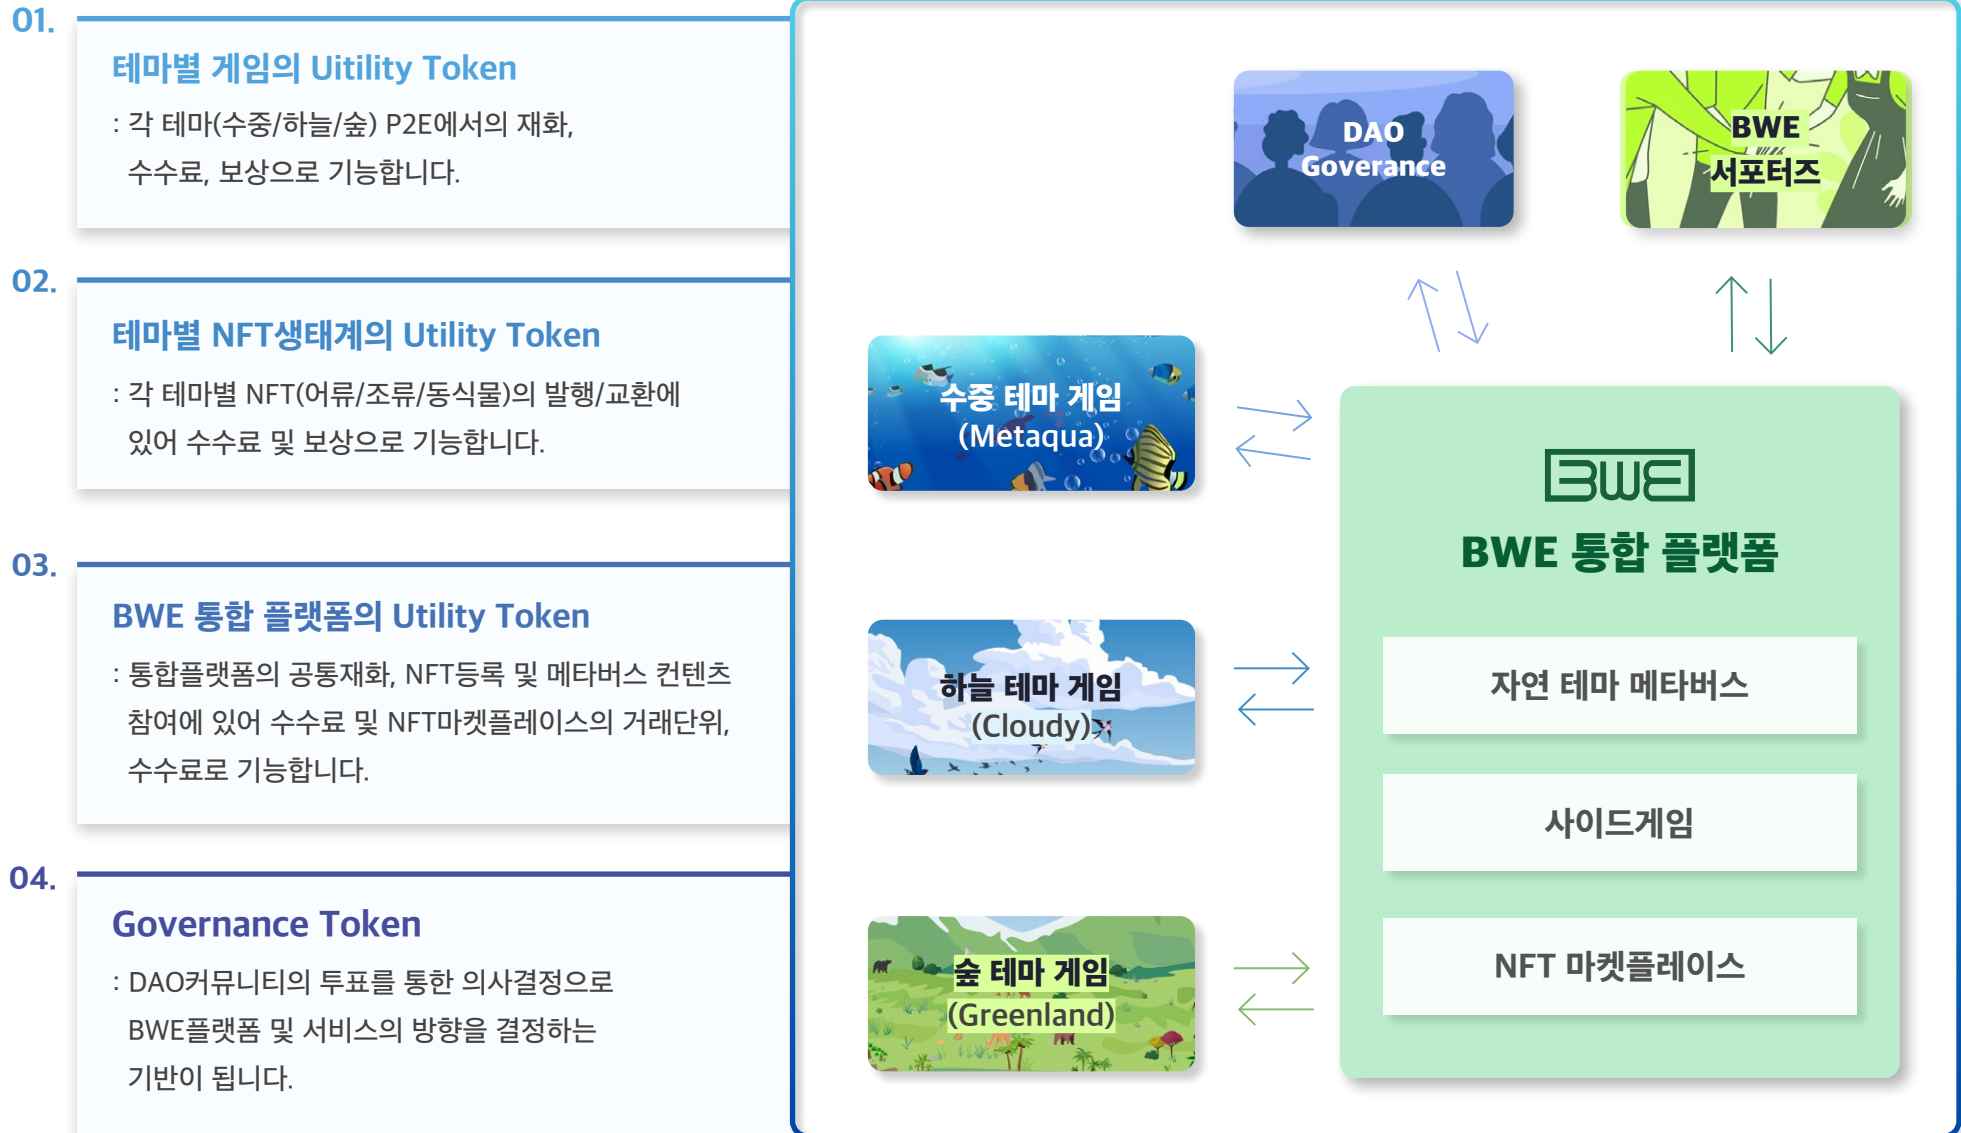 01.
테마별 게임의 Uitility Token
: 각 테마(수중/하늘/숲) P2E에서의 재화,
수수료, 보상으로 기능합니다.
02.
테마별 NFT생태계의 Utility Token
: 각 테마별 NFT(어류/조류/동식물)의 발행/교환에
있어 수수료 및 보상으로 기능합니다.
03.
BWE 통합 플랫폼의 Utility Token
: 통합플랫폼의 공통재화, NFT등록 및 메타버스 컨텐츠
참여에 있어 수수료 및 NFT마켓플레이스의 거래단위,
수수료로 기능합니다.
04.
Governance Token
: DAO커뮤니티의 투표를 통한 의사결정으로
BWE플랫폼 및 서비스의 방향을 결정하는
기반이 됩니다.
DAO
Goverance
BWE
서포터즈
수중 테마 게임
(Metaqua)
하늘 테마 게임
(Cloudy)
숲 테마 게임
(Greenland)
BWE
BWE 통합 플랫폼
자연 테마 메타버스
사이드게임
NFT 마켓플레이스